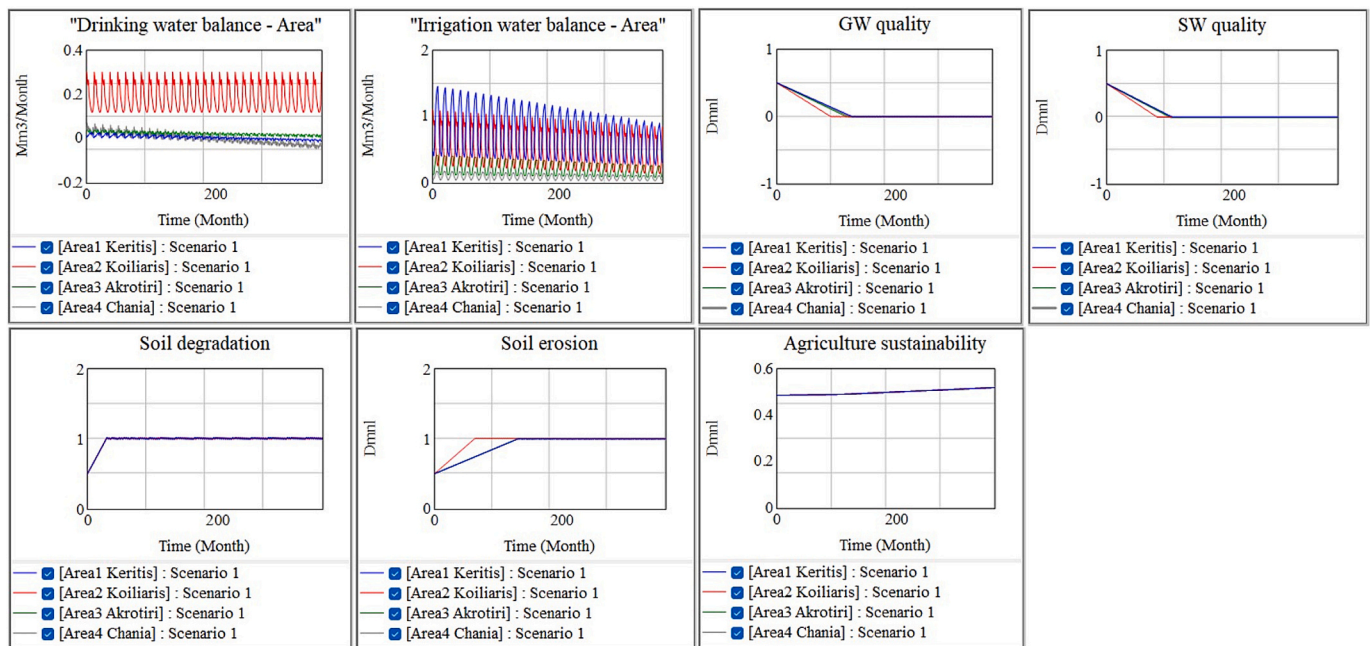 "Drinking water balance - Area"
0.4
0.2
0
-0.2
Mm3/Month
0
200
Time (Month)
[Area1 Keritis] : Scenario 1
[Area2 Koiliaris] : Scenario 1
[Area3 Akrotiri] : Scenario 1
[Area4 Chania] : Scenario 1
"Irrigation water balance - Area"
2
1
0
Mm3/Month
0
200
Time (Month)
[Area1 Keritis] : Scenario 1
[Area2 Koiliaris] : Scenario 1
[Area3 Akrotiri] : Scenario 1
[Area4 Chania] : Scenario 1
GW quality
1
0
-1
Dmnl
0
200
Time (Month)
[Area1 Keritis] : Scenario 1
[Area2 Koiliaris] : Scenario 1
[Area3 Akrotiri] : Scenario 1
[Area4 Chania] : Scenario 1
SW quality
1
0
-1
Dmnl
0
200
Time (Month)
[Area1 Keritis] : Scenario 1
[Area2 Koiliaris] : Scenario 1
[Area3 Akrotiri] : Scenario 1
[Area4 Chania] : Scenario 1
Soil degradation
2
1
0
0
200
Time (Month)
[Area1 Keritis] : Scenario 1
[Area2 Koiliaris] : Scenario 1
[Area3 Akrotiri] : Scenario 1
[Area4 Chania] : Scenario 1
Soil erosion
2
1
0
Dmnl
0
200
Time (Month)
[Area1 Keritis] : Scenario 1
[Area2 Koiliaris] : Scenario 1
[Area3 Akrotiri] : Scenario 1
[Area4 Chania] : Scenario 1
Agriculture sustainability
0.6
0.4
0.2
0
Dmnl
0
200
Time (Month)
[Area1 Keritis] : Scenario 1
[Area2 Koiliaris] : Scenario 1
[Area3 Akrotiri] : Scenario 1
[Area4 Chania] : Scenario 1